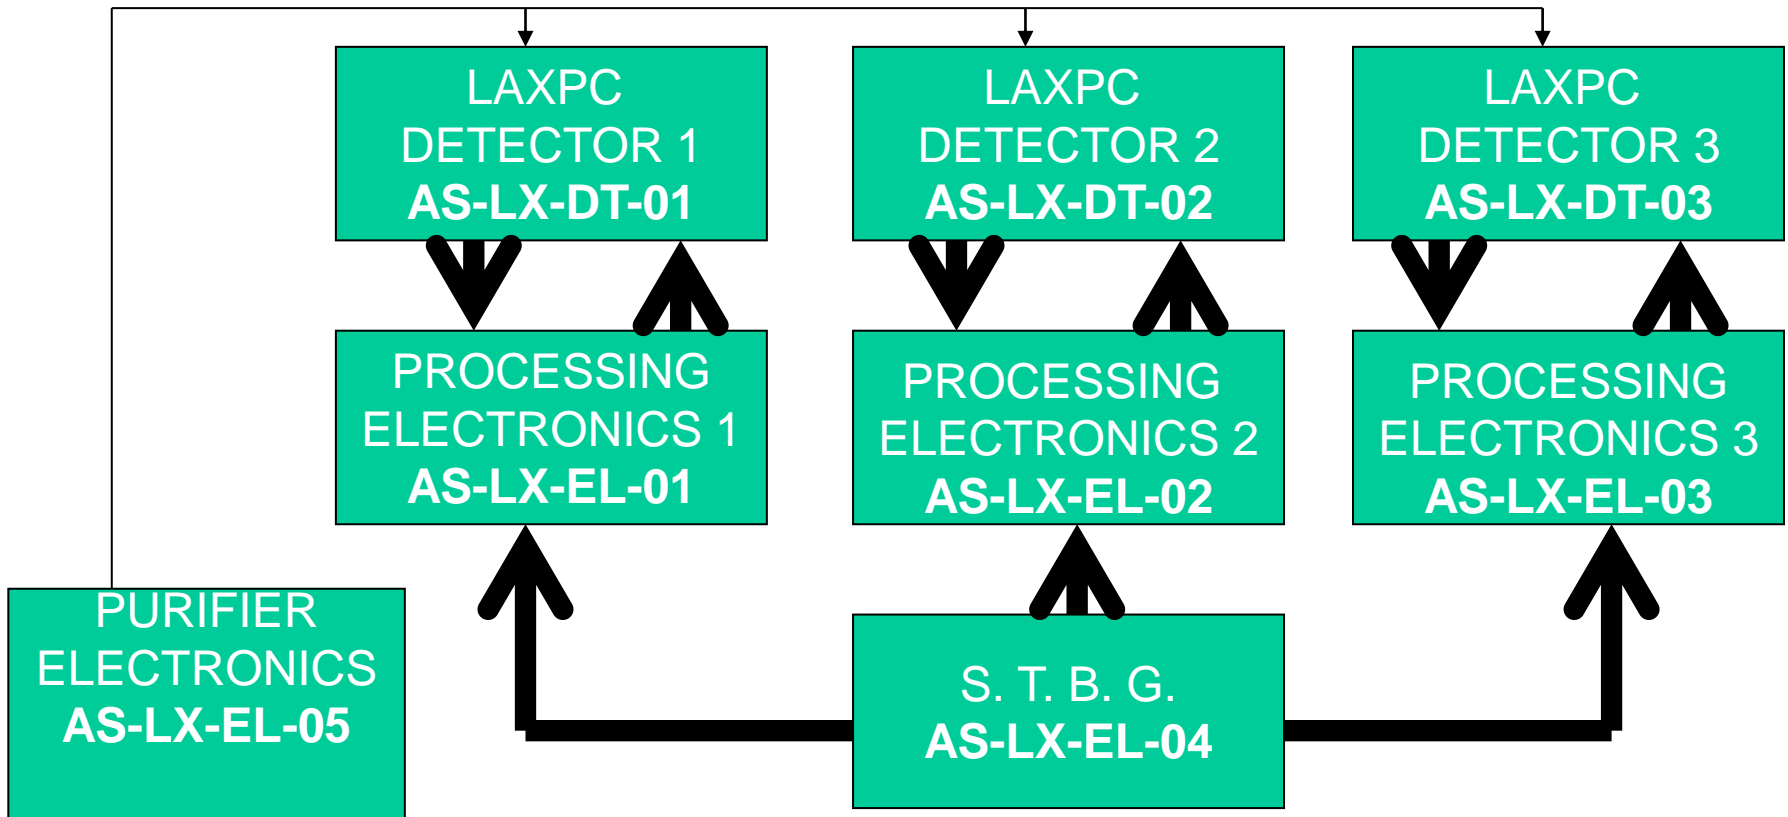 LAXPC
DETECTOR 1
AS-LX-DT-01
LAXPC
DETECTOR 2
AS-LX-DT-02
LAXPC
DETECTOR 3
AS-LX-DT-03
PROCESSING
ELECTRONICS 1
AS-LX-EL-01
PROCESSING
ELECTRONICS 2
AS-LX-EL-02
PROCESSING
ELECTRONICS 3
AS-LX-EL-03
PURIFIER
ELECTRONICS
AS-LX-EL-05
S. T. B. G.
AS-LX-EL-04